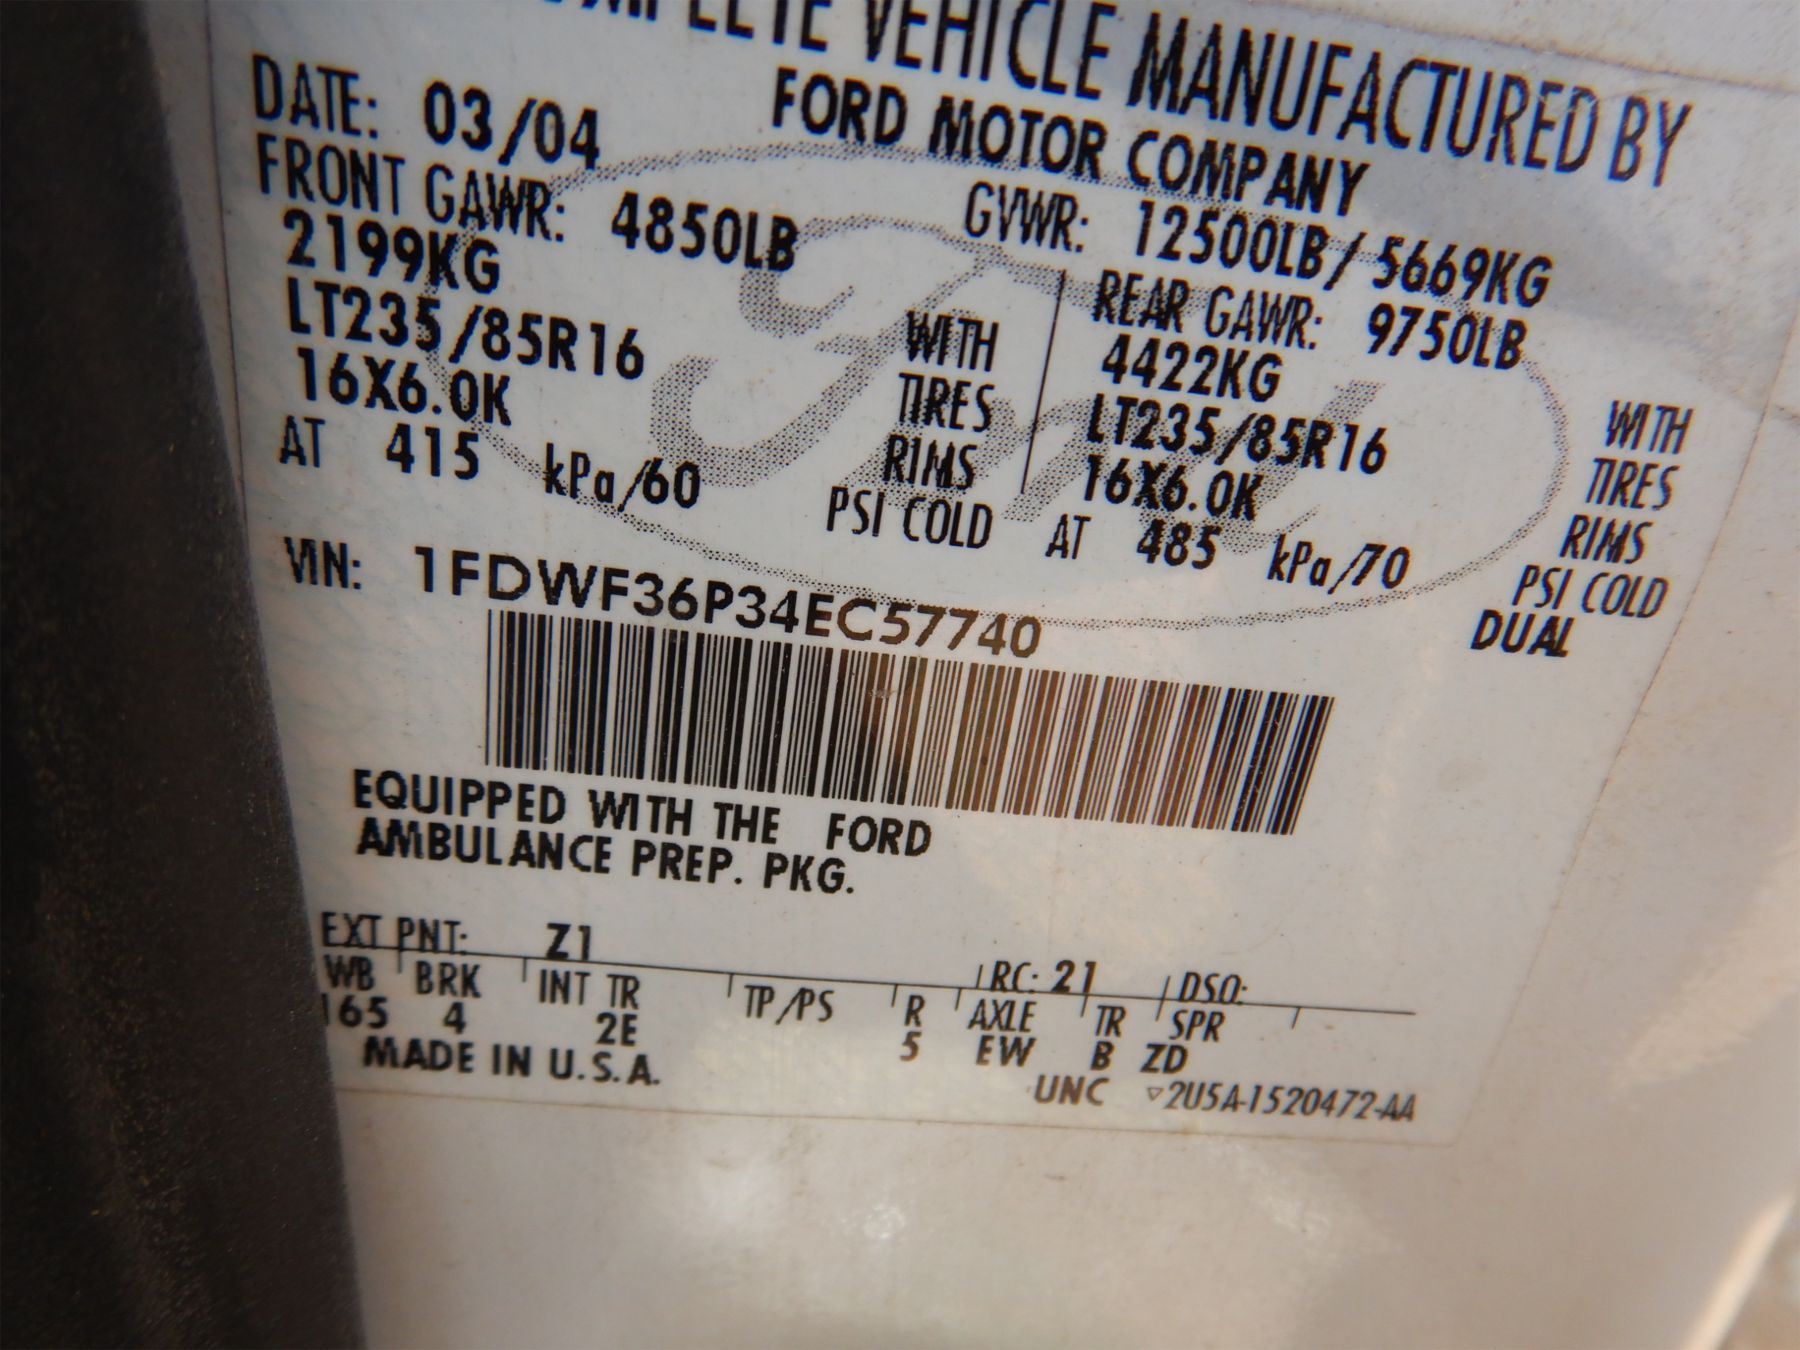 VEHICLE MANUFACTURED BY
FORD MOTOR COMPANY
DATE: 03/04
GVWR: 12500LB / 5669KG
FRONT GAWR: 4850LB
2199KG WITH
LT235/85R16 TIRES
16X6.0K RIMS
AT 415 kPa/60 PSI COLD
REAR GAWR: 9750LB
4422KG WITH
LT235/85R16 TIRES
16X6.0K RIMS
AT 485 kPa/70 PSI COLD
DUAL
VIN: 1FDWF36P34EC57740
EQUIPPED WITH THE FORD
AMBULANCE PREP. PKG.
EXT PNT: Z1 RC: 21 DSO:
WB BRK INT TR TP/PS R AXLE TR SPR
165 4 2E 5 EW B ZD
MADE IN U.S.A.
UNC ▽2U5A-1520472-AA